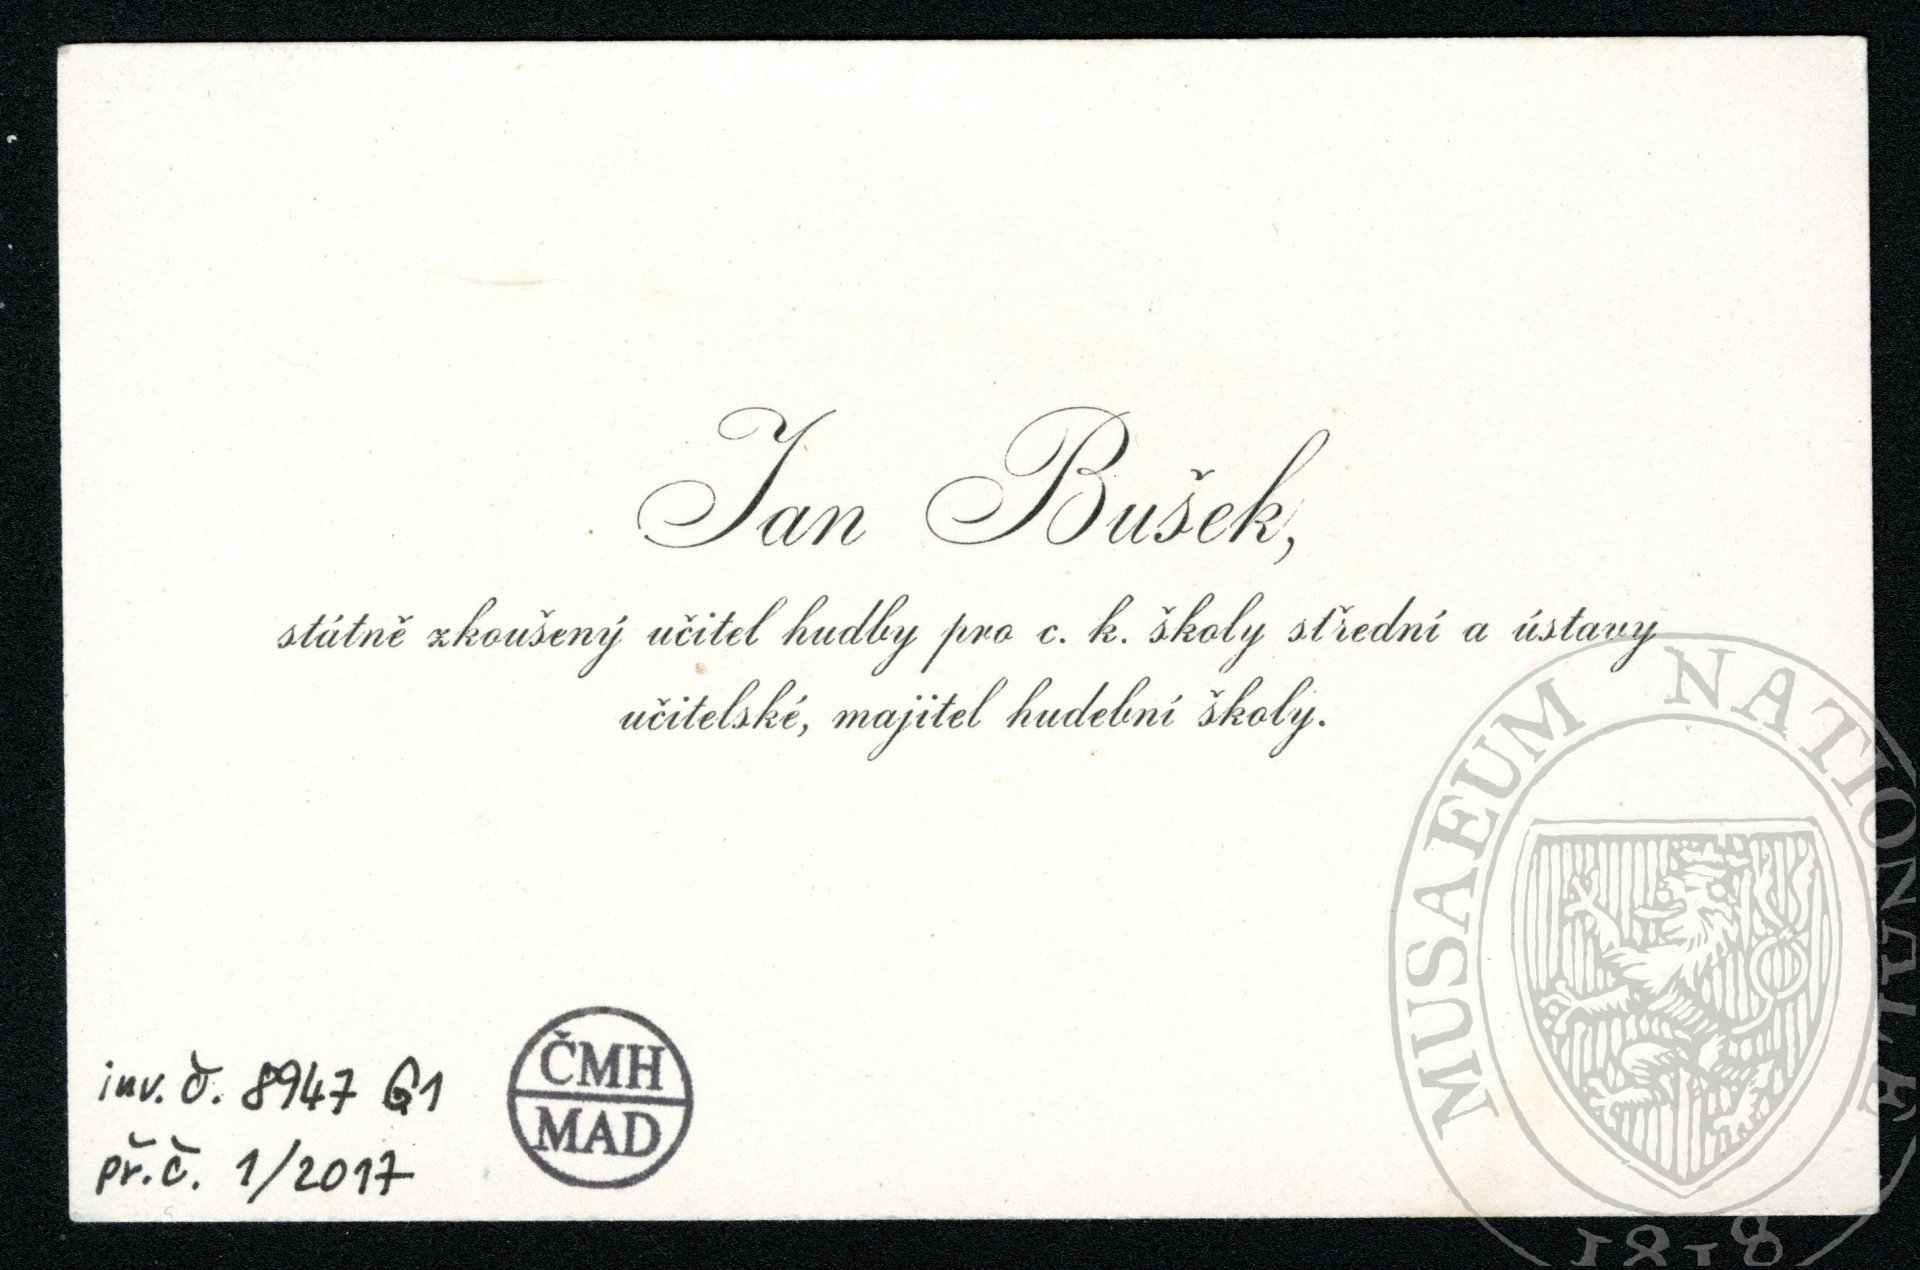 Jan Bušek,
státně zkoušený učitel hudby pro c. k. školy střední a ústavy
učitelské, majitel hudební školy.
inv. č. 8947 G1
př. č. 1/2017
ČMH
MAD
MUSAEUM NATIONALE
1818